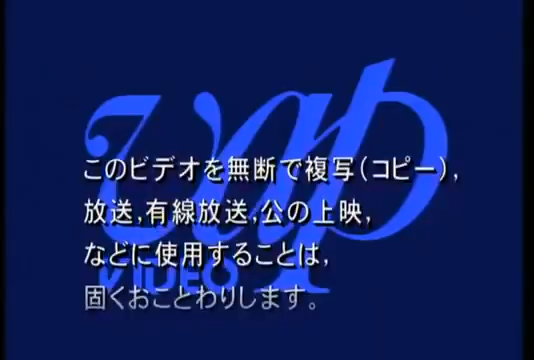 vap
VIDEO
このビデオを無断で複写(コピー),
放送,有線放送,公の上映,
などに使用することは,
固くおことわりします。